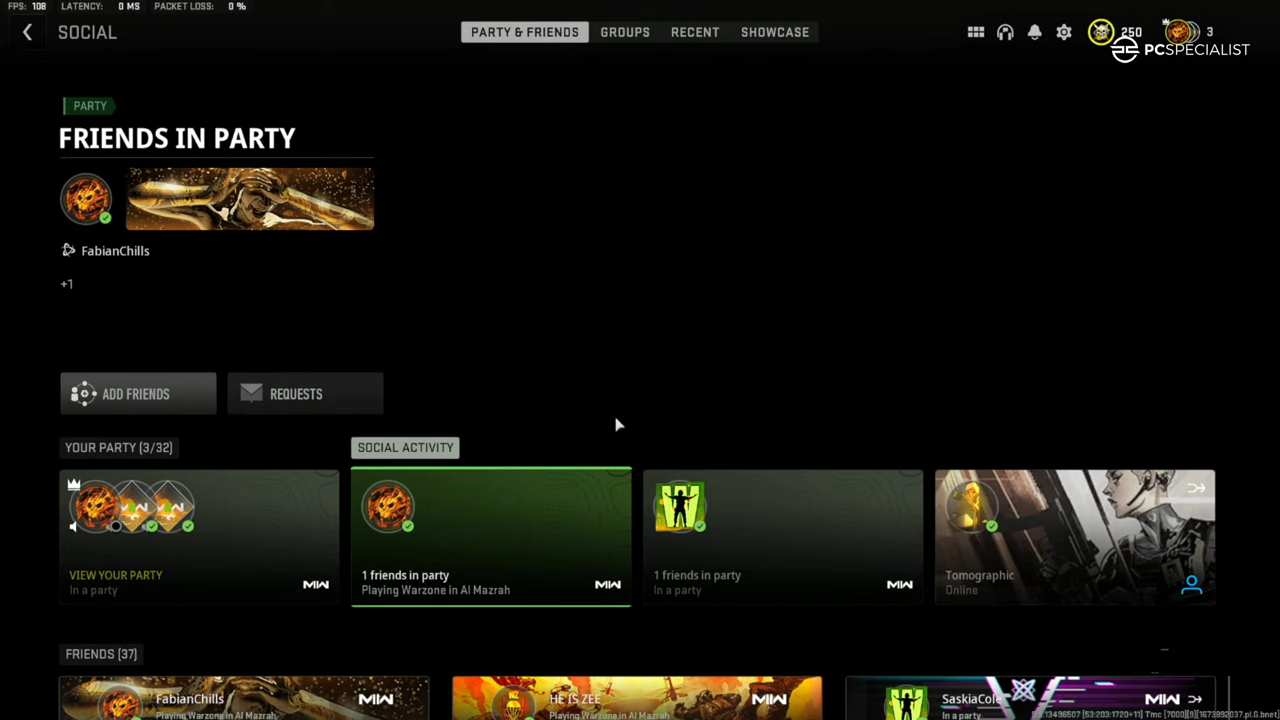 FPS: 108 LATENCY: 0 MS PACKET LOSS: 0 %
SOCIAL
PARTY & FRIENDS GROUPS RECENT SHOWCASE
250
3
PCSPECIALIST
PARTY
FRIENDS IN PARTY
FabianChills
+1
ADD FRIENDS
REQUESTS
YOUR PARTY (3/32)
SOCIAL ACTIVITY
VIEW YOUR PARTY
In a party
MW
1 friends in party
Playing Warzone in Al Mazrah
MW
1 friends in party
In a party
MW
Tomographic
Online
FRIENDS (37)
FabianChills
MW
Playing Warzone in Al Mazrah
HE IS ZEE
MW
Playing Warzone in Al Mazrah
SaskiaCole
MW
In a party